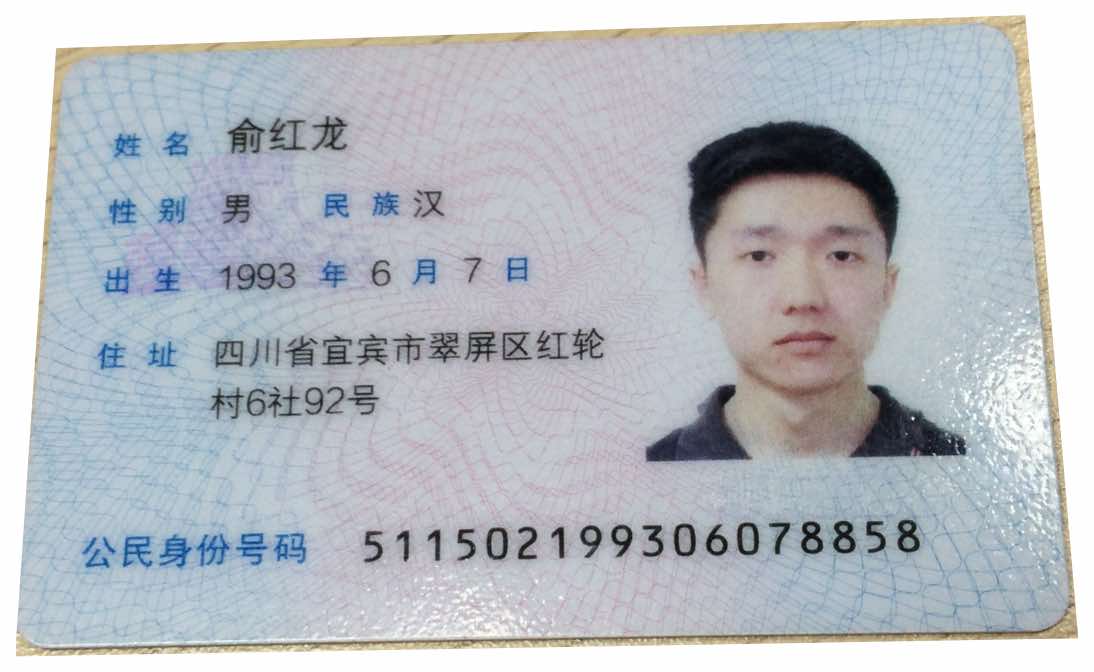 姓名 俞红龙
性别 男 民族 汉
出生 1993 年 6 月 7 日
住址 四川省宜宾市翠屏区红轮
村6社92号
公民身份号码 511502199306078858